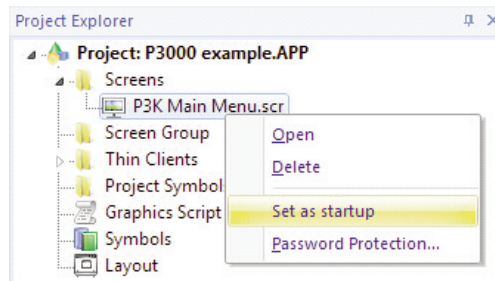 Project Explorer
Project: P3000 example.APP
Screens
P3K Main Menu.scr
Screen Group
Open
Thin Clients
Delete
Project Symbol
Graphics Script
Set as startup
Symbols
Password Protection...
Layout